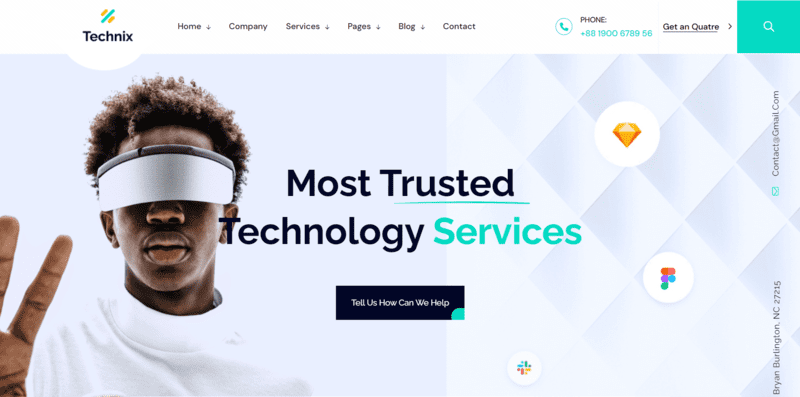 Technix
Home
Company
Services
Pages
Blog
Contact
PHONE:
+88 1900 6789 56
Get an Quatre
Contact@Gmail.Com
Most Trusted
Technology Services
Tell Us How Can We Help
Bryan Burlington, NC 27215